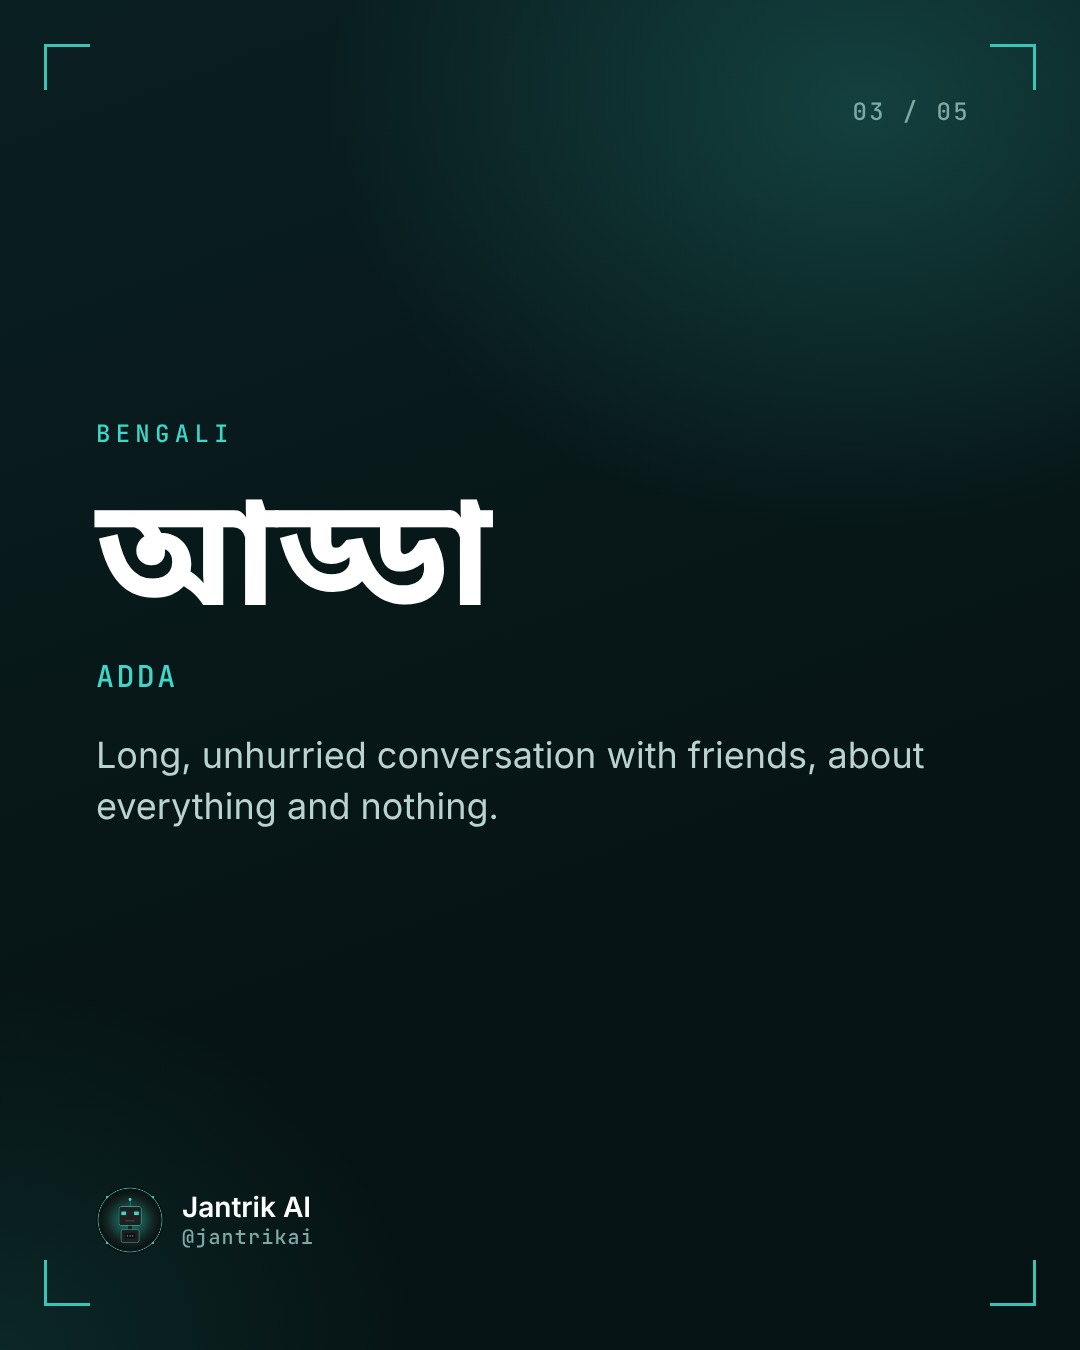 03 / 05
BENGALI
আড্ডা
ADDA
Long, unhurried conversation with friends, about
everything and nothing.
Jantrik AI
@jantrikai